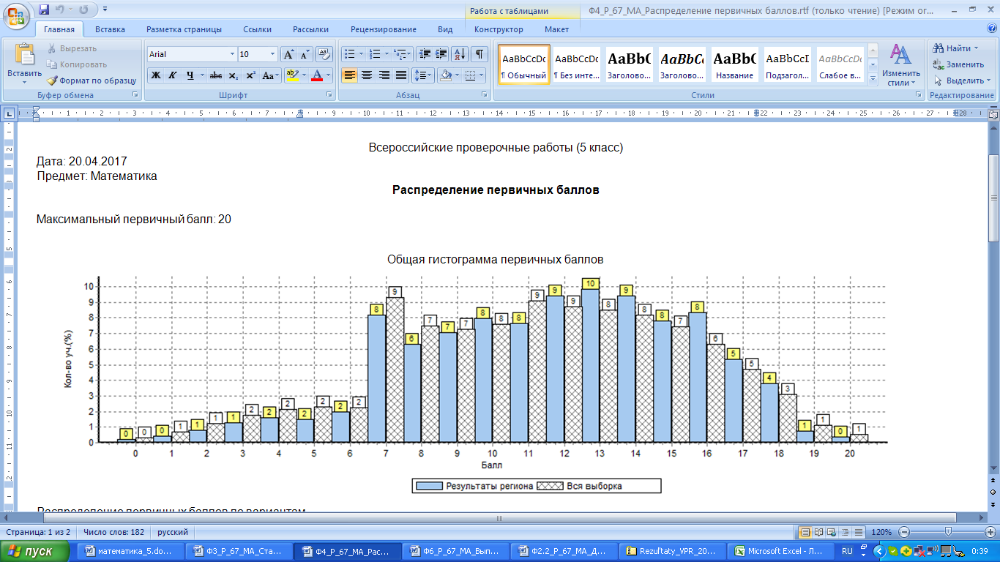 Работа с таблицами
Ф4_Р_67_МА_Распределение первичных баллов.rtf (только чтение) [Режим ог...
Главная Вставка Разметка страницы Ссылки Рассылки Рецензирование Вид Конструктор Макет
Вставить
Вырезать
Копировать
Формат по образцу
Буфер обмена
Arial 10
Ж К Ч abc x₂ x² Aa
Шрифт
Абзац
AaBbCcDc AaBbCcDc AaBbC AaBbCc AaBbC AaBbCcI AaBbCcDc
¶ Обычный ¶ Без инте... Заголово... Заголово... Название Подзагол... Слабое в...
Изменить стили
Стили
Найти
Заменить
Выделить
Редактирование
1 2 3 4 5 6 7 8 9 10 11 12 13 14 15 16 17 18 19 20 21 22 23 24 25 26 27 28
Всероссийские проверочные работы (5 класс)
Дата: 20.04.2017
Предмет: Математика
Распределение первичных баллов
Максимальный первичный балл: 20
Общая гистограмма первичных баллов
Кол-во уч.(%)
10
9
8
7
6
5
4
3
2
1
0
0 0 0 1 1 1 1 2 2 2 2 2 2 2 8 9 6 7 7 7 8 8 8 9 9 9 10 8 9 8 8 7 8 6 5 5 4 3 1 1 0 1
0 1 2 3 4 5 6 7 8 9 10 11 12 13 14 15 16 17 18 19 20
Балл
Результаты региона Вся выборка
Распределение первичных баллов по вариантам
Страница: 1 из 2 Число слов: 182 русский 120%
пуск математика_5.do... Ф3_Р_67_МА_Ста... Ф4_Р_67_МА_Рас... Ф6_Р_67_МА_Вып... Ф2.2_Р_67_МА_Д... Rezul'taty_VPR_20... Microsoft Excel - Л... RU 0:39